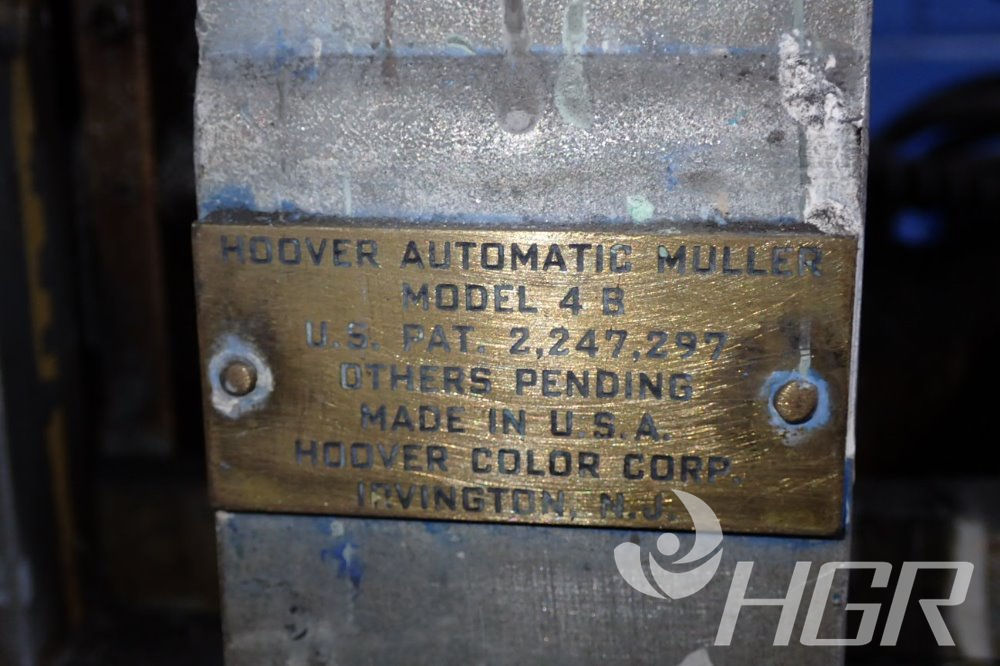 HOOVER AUTOMATIC MULLER
MODEL 4 B
U.S. PAT. 2,247,297
OTHERS PENDING
MADE IN U.S.A.
HOOVER COLOR CORP.
IRVINGTON, N.J.
HGR